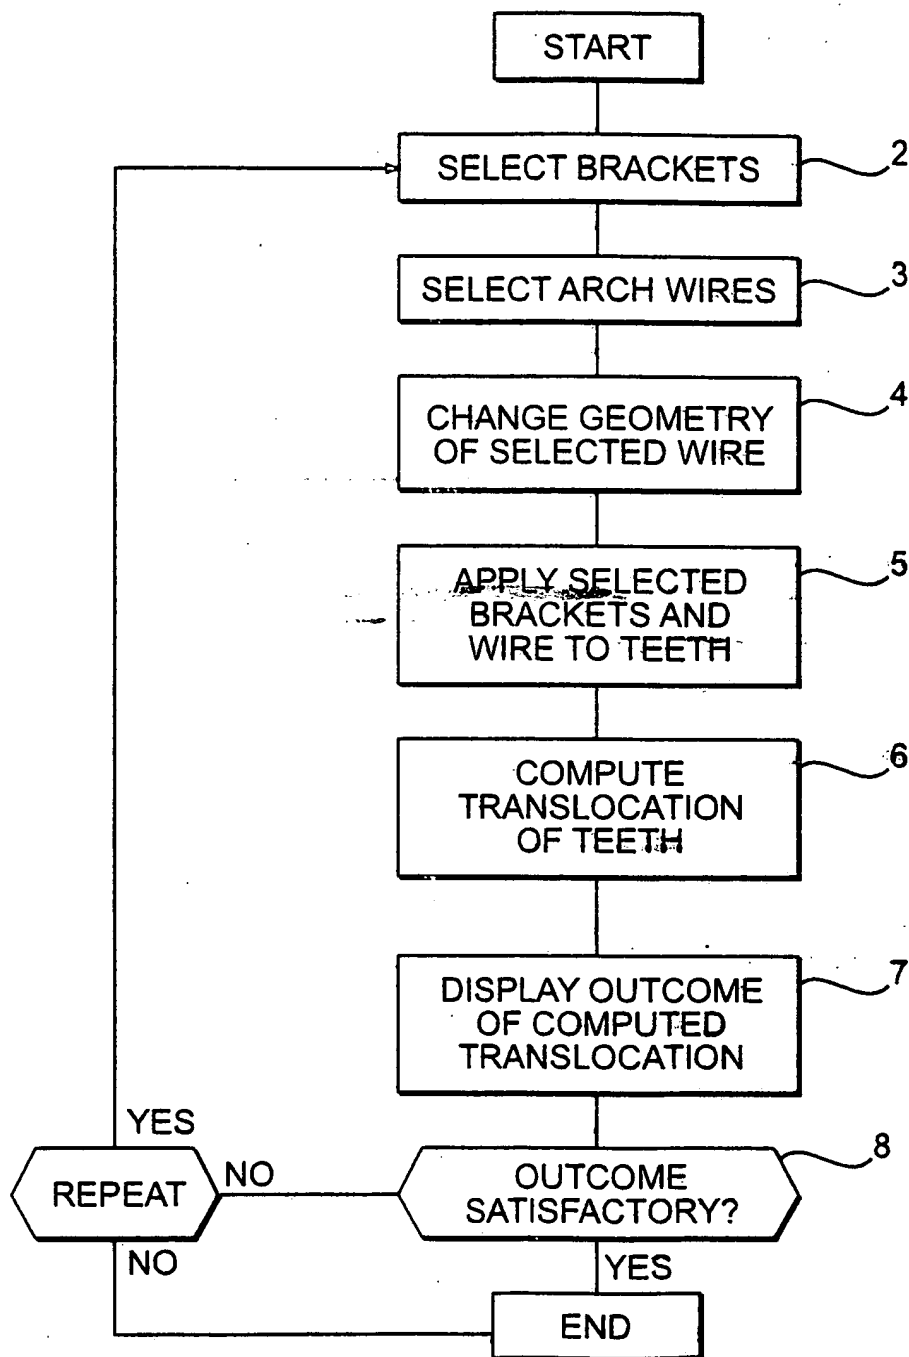 START
SELECT BRACKETS
2
SELECT ARCH WIRES
3
CHANGE GEOMETRY
OF SELECTED WIRE
4
APPLY SELECTED
BRACKETS AND
WIRE TO TEETH
5
COMPUTE
TRANSLOCATION
OF TEETH
6
DISPLAY OUTCOME
OF COMPUTED
TRANSLOCATION
7
YES
REPEAT
NO
NO
OUTCOME
SATISFACTORY?
8
YES
END